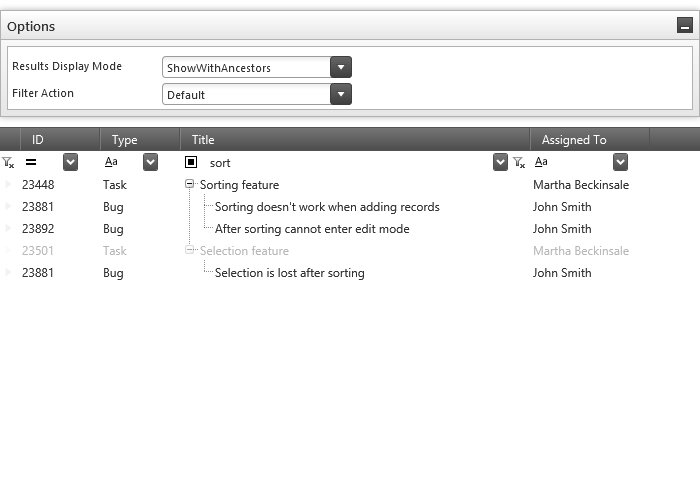 Options
Results Display Mode ShowWithAncestors
Filter Action Default
ID Type Title Assigned To
= Aa sort Aa
23448 Task Sorting feature Martha Beckinsale
23881 Bug Sorting doesn't work when adding records John Smith
23892 Bug After sorting cannot enter edit mode John Smith
23501 Task Selection feature Martha Beckinsale
23881 Bug Selection is lost after sorting John Smith